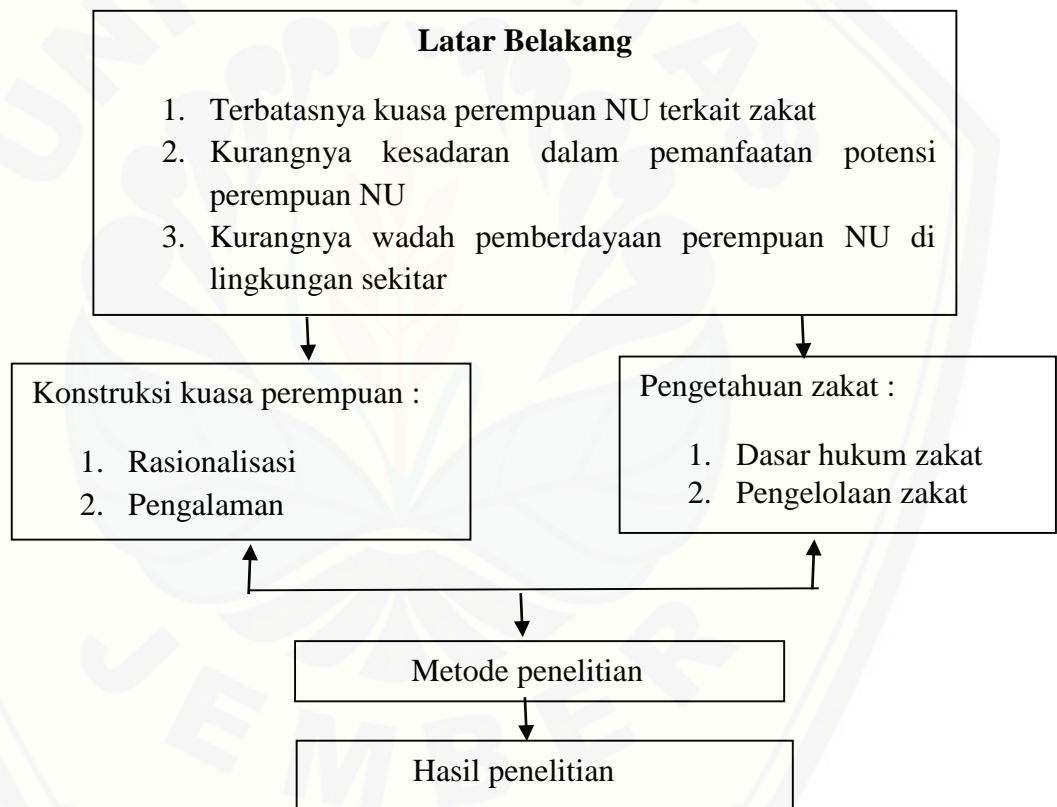 Latar Belakang
1. Terbatasnya kuasa perempuan NU terkait zakat
2. Kurangnya kesadaran dalam pemanfaatan potensi
perempuan NU
3. Kurangnya wadah pemberdayaan perempuan NU di
lingkungan sekitar
Konstruksi kuasa perempuan :
1. Rasionalisasi
2. Pengalaman
Pengetahuan zakat :
1. Dasar hukum zakat
2. Pengelolaan zakat
Metode penelitian
Hasil penelitian
JEMBER